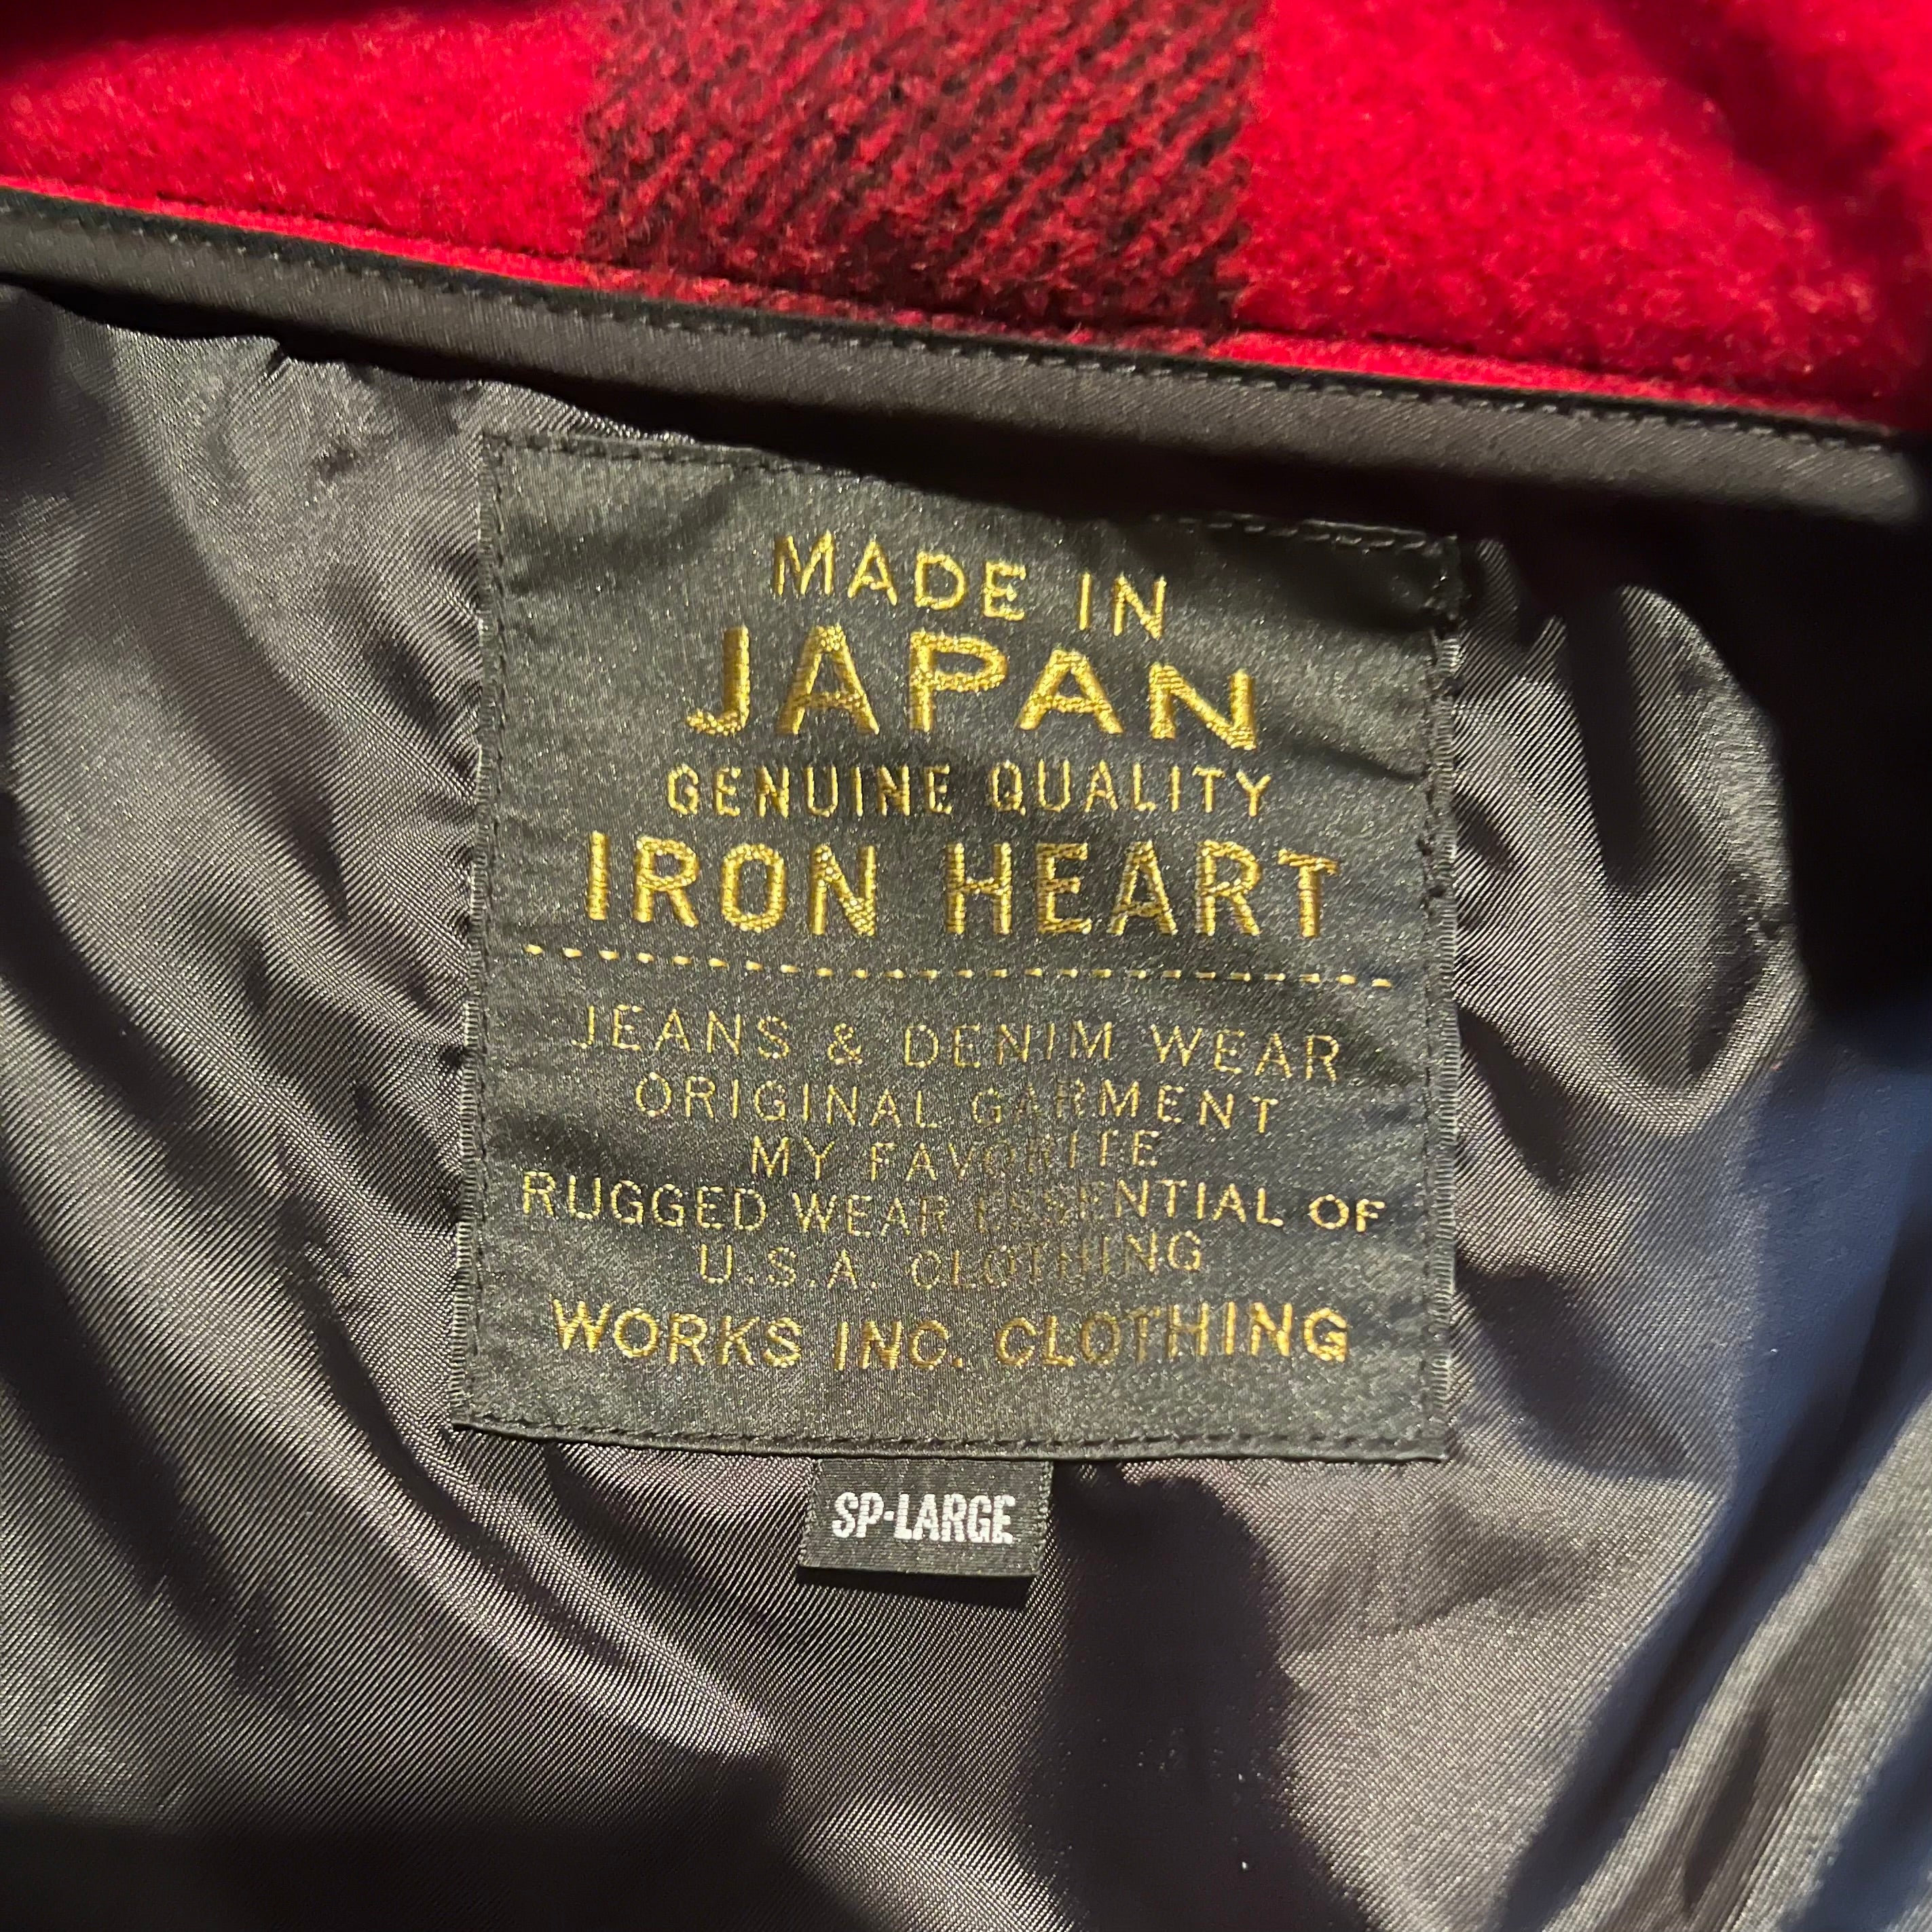 MADE IN
JAPAN
GENUINE QUALITY
IRON HEART
JEANS & DENIM WEAR
ORIGINAL GARMENT
MY FAVORITE
RUGGED WEAR ESSENTIAL OF
U.S.A. CLOTHING
WORKS INC. CLOTHING
SP-LARGE